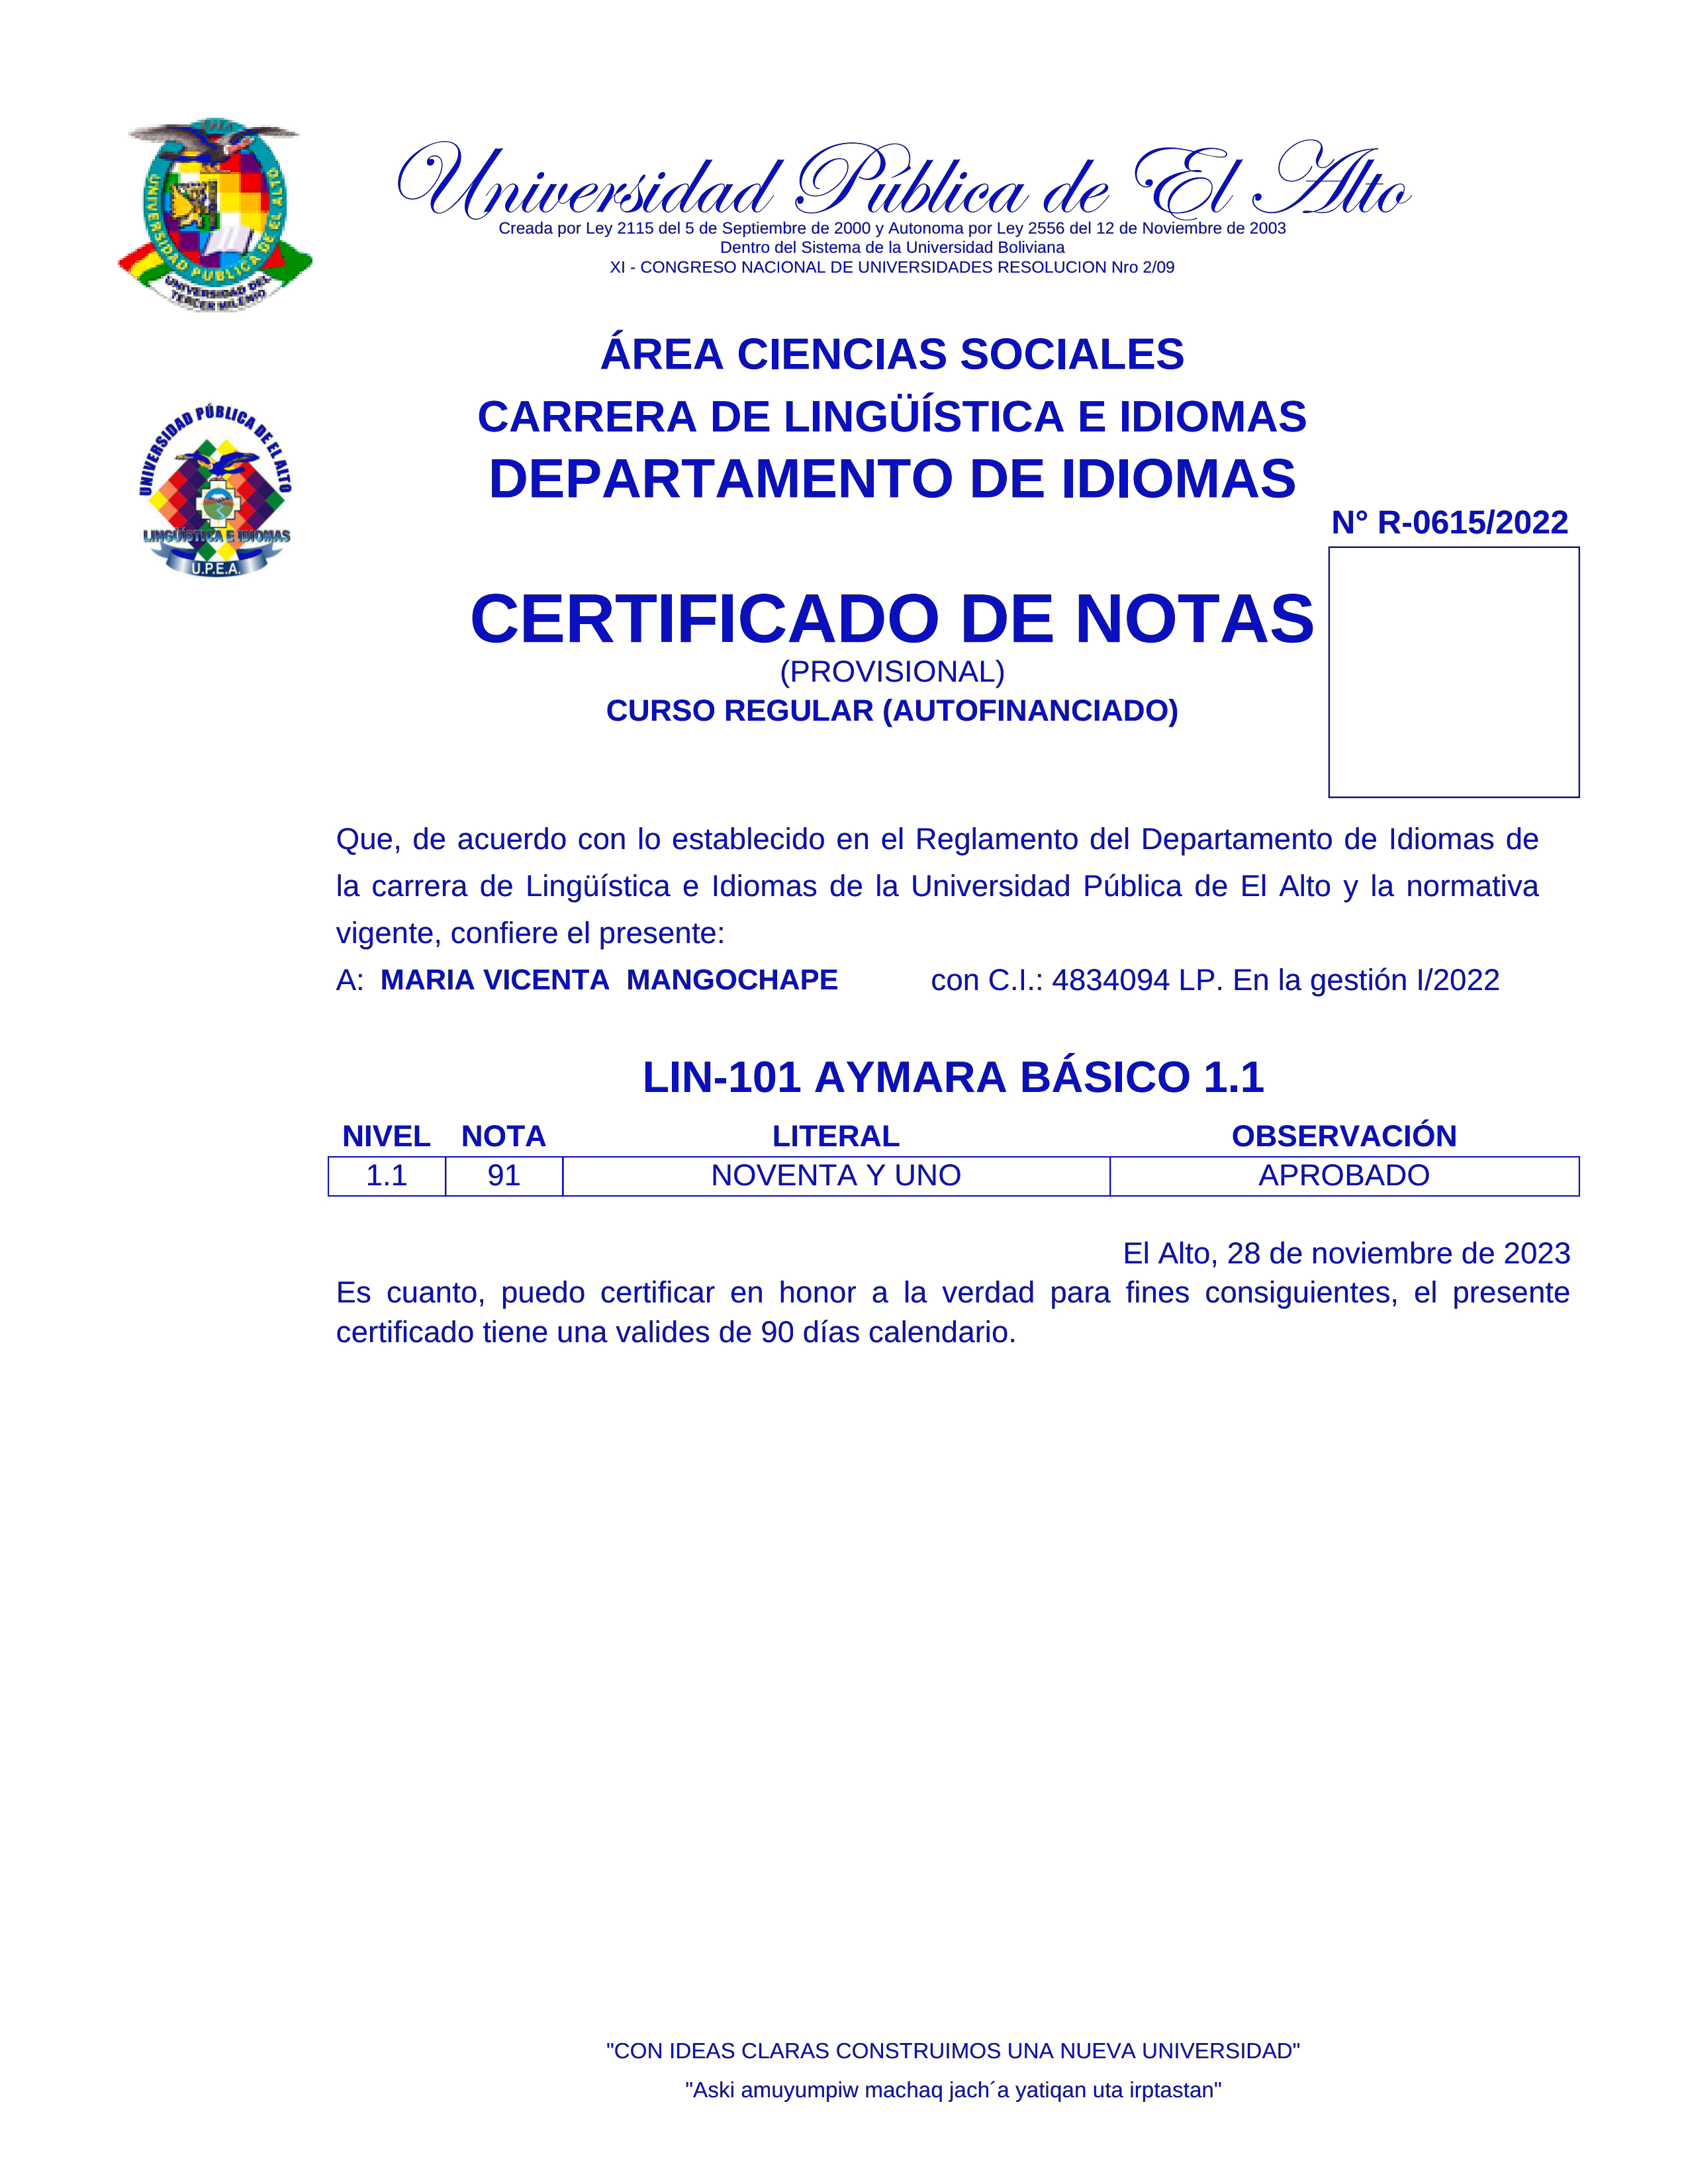 UNIVERSIDAD PUBLICA DE EL ALTO
UNIVERSIDAD DEL
TERCER MILENIO
Universidad Pública de El Alto
Creada por Ley 2115 del 5 de Septiembre de 2000 y Autonoma por Ley 2556 del 12 de Noviembre de 2003
Dentro del Sistema de la Universidad Boliviana
XI - CONGRESO NACIONAL DE UNIVERSIDADES RESOLUCION Nro 2/09
ÁREA CIENCIAS SOCIALES
CARRERA DE LINGÜÍSTICA E IDIOMAS
DEPARTAMENTO DE IDIOMAS
UNIVERSIDAD PÚBLICA DE EL ALTO
LINGÜÍSTICA E IDIOMAS
U.P.E.A.
N° R-0615/2022
CERTIFICADO DE NOTAS
(PROVISIONAL)
CURSO REGULAR (AUTOFINANCIADO)
Que, de acuerdo con lo establecido en el Reglamento del Departamento de Idiomas de
la carrera de Lingüística e Idiomas de la Universidad Pública de El Alto y la normativa
vigente, confiere el presente:
A: MARIA VICENTA MANGOCHAPE con C.I.: 4834094 LP. En la gestión I/2022
LIN-101 AYMARA BÁSICO 1.1
NIVEL NOTA LITERAL OBSERVACIÓN
1.1 91 NOVENTA Y UNO APROBADO
El Alto, 28 de noviembre de 2023
Es cuanto, puedo certificar en honor a la verdad para fines consiguientes, el presente
certificado tiene una valides de 90 días calendario.
"CON IDEAS CLARAS CONSTRUIMOS UNA NUEVA UNIVERSIDAD"
"Aski amuyumpiw machaq jach´a yatiqan uta irptastan"